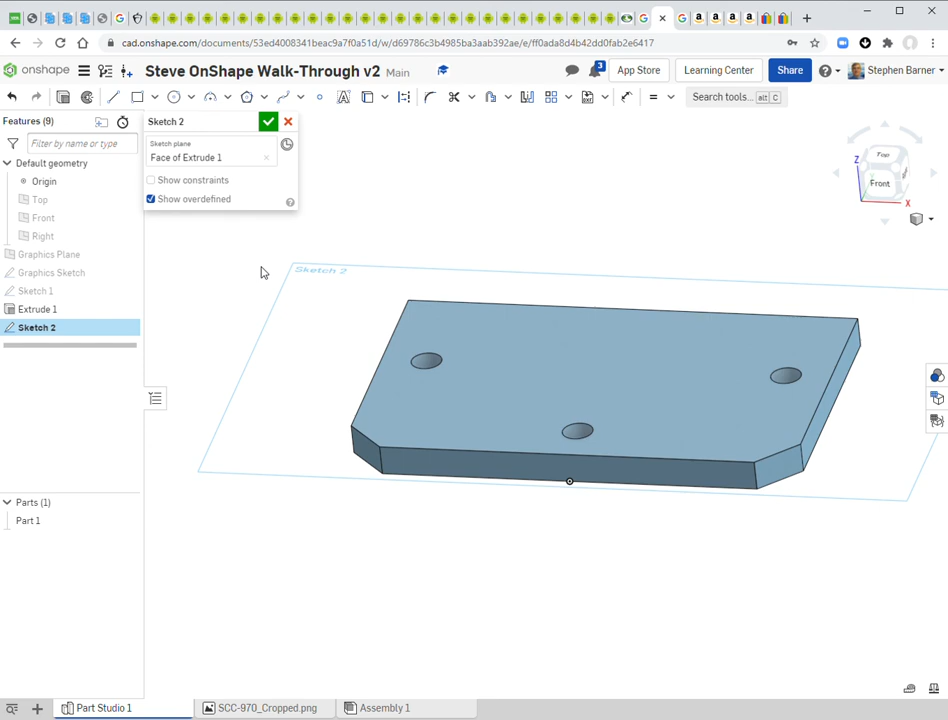 cad.onshape.com/documents/53ed4008341beac9a7f0a51d/w/d69786c3b4985ba3aab392ae/e/ff0ada8d4b42dd0fab2e6417
onshape
Steve OnShape Walk-Through v2 Main
3
App Store
Learning Center
Share
Stephen Barner
Search tools... alt C
Features (9)
Filter by name or type
Default geometry
Origin
Top
Front
Right
Graphics Plane
Graphics Sketch
Sketch 1
Extrude 1
Sketch 2
Sketch 2
Sketch plane
Face of Extrude 1
Show constraints
Show overdefined
Sketch 2
Top
Front
Z
X
Parts (1)
Part 1
Part Studio 1
SCC-970_Cropped.png
Assembly 1